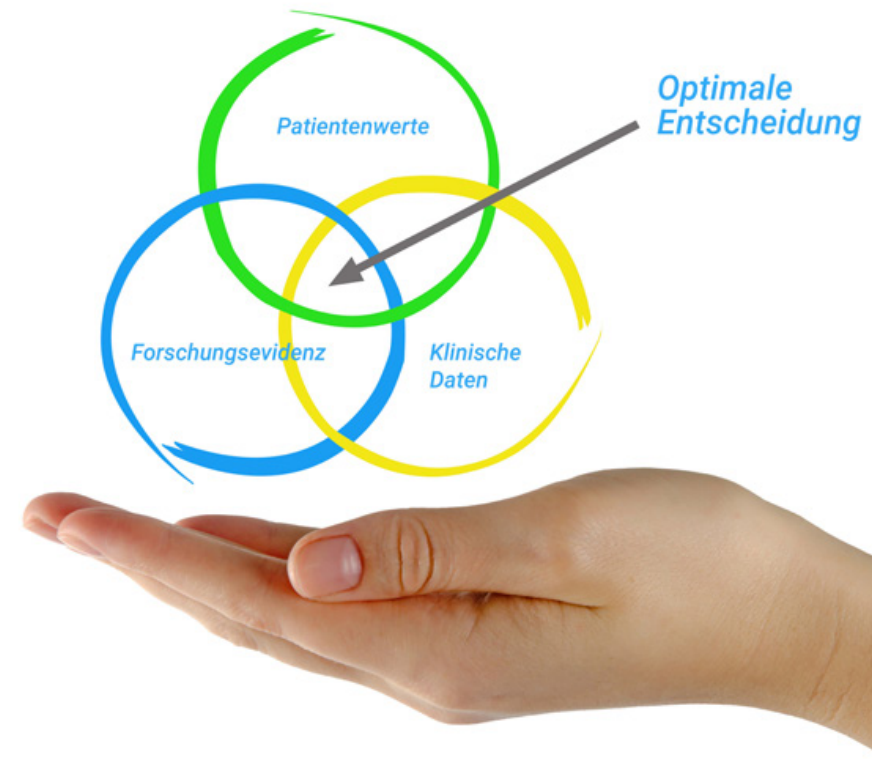 Optimale
Entscheidung
Patientenwerte
Forschungsevidenz
Klinische
Daten